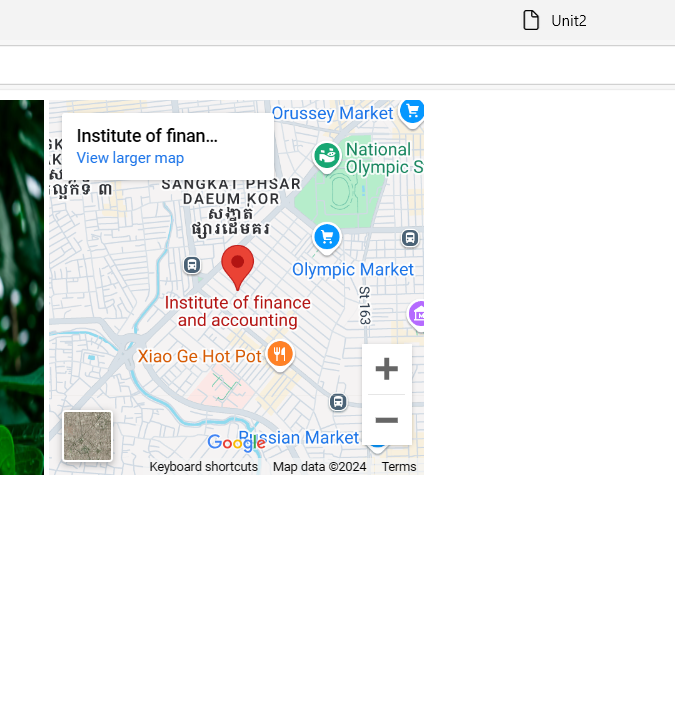 Unit2
Institute of finan...
View larger map
Orussey Market
National
Olympic S
SANGKAT PHSAR
DAEUM KOR
សង្កាត់
ផ្សារដើមគរ
Olympic Market
St 163
Institute of finance
and accounting
Xiao Ge Hot Pot
Russian Market
Google
Keyboard shortcuts
Map data ©2024
Terms